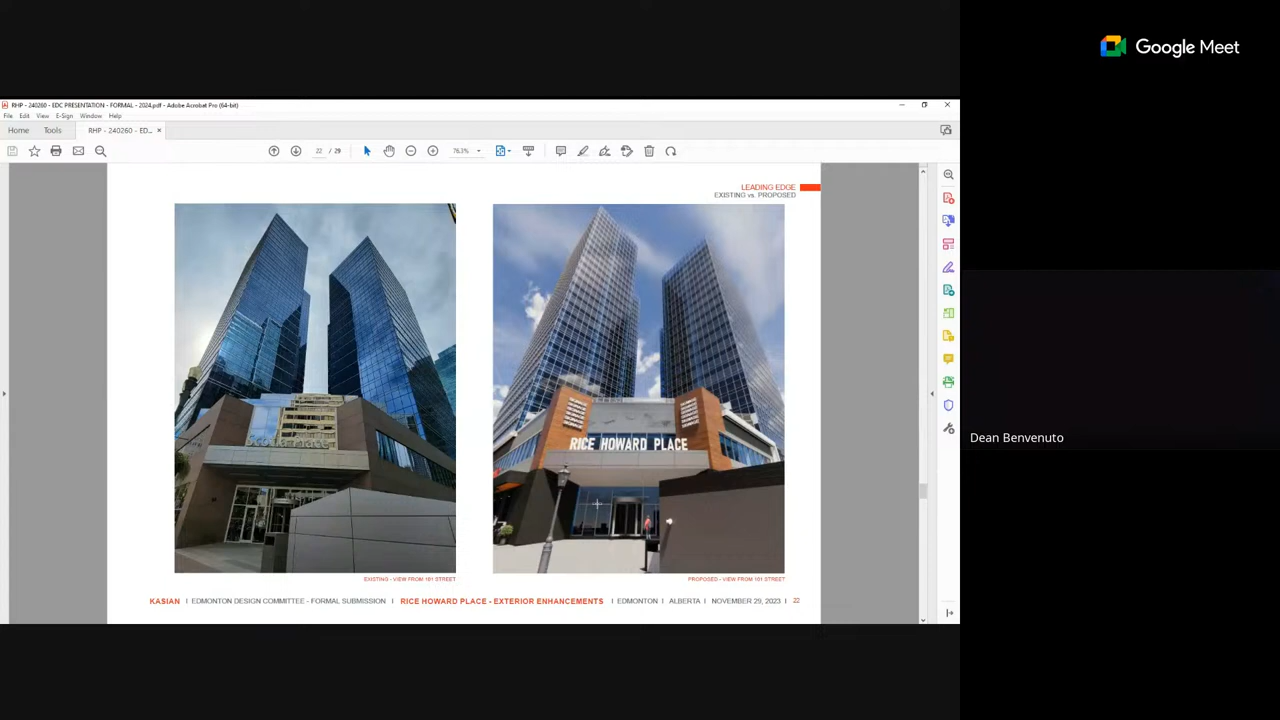 Google Meet
RHP - 240260 - EDC PRESENTATION - FORMAL - 2024.pdf - Adobe Acrobat Pro (64-bit)
File Edit View E-Sign Window Help
Home Tools RHP - 240260 - ED... ×
22 / 29 76.3%
LEADING EDGE
EXISTING vs. PROPOSED
RICE HOWARD PLACE
Dean Benvenuto
EXISTING - VIEW FROM 101 STREET
PROPOSED - VIEW FROM 101 STREET
KASIAN I EDMONTON DESIGN COMMITTEE - FORMAL SUBMISSION I RICE HOWARD PLACE - EXTERIOR ENHANCEMENTS I EDMONTON I ALBERTA I NOVEMBER 29, 2023 I 22